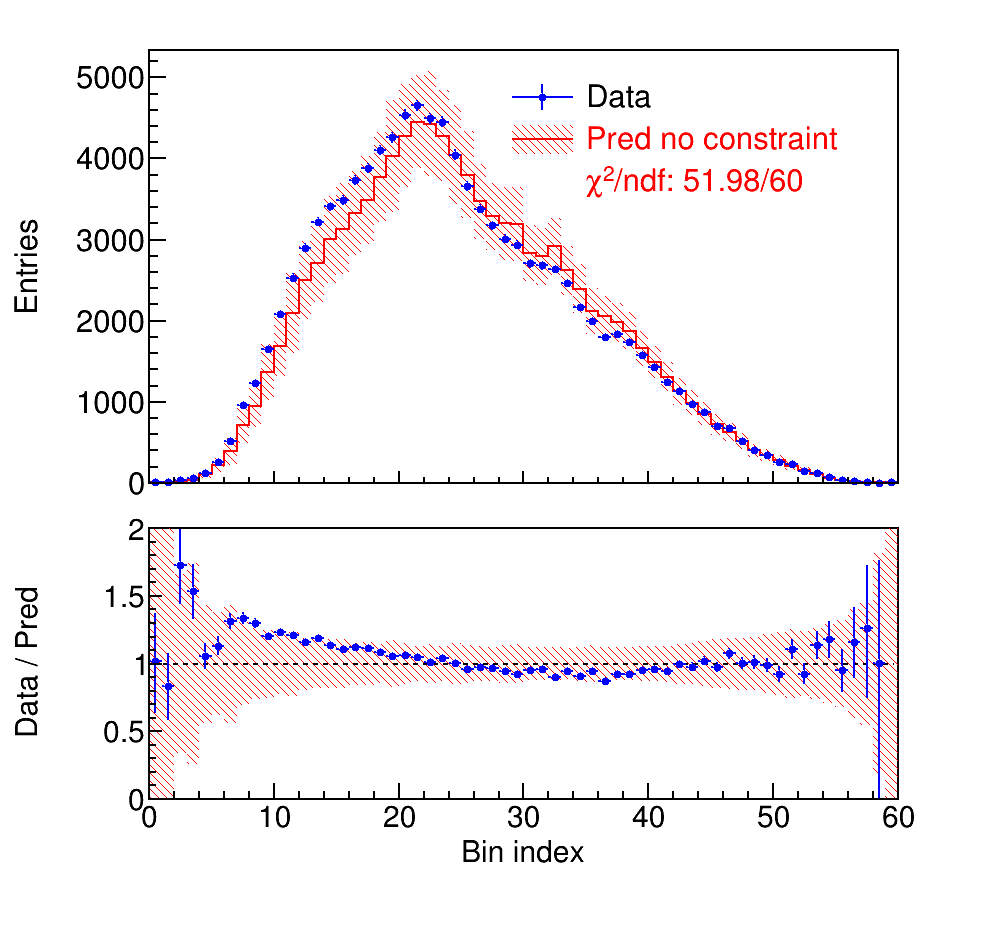 5000
4000
3000
2000
1000
0
Entries
Data
Pred no constraint
χ²/ndf: 51.98/60
2
1.5
1
0.5
0
Data / Pred
0 10 20 30 40 50 60
Bin index